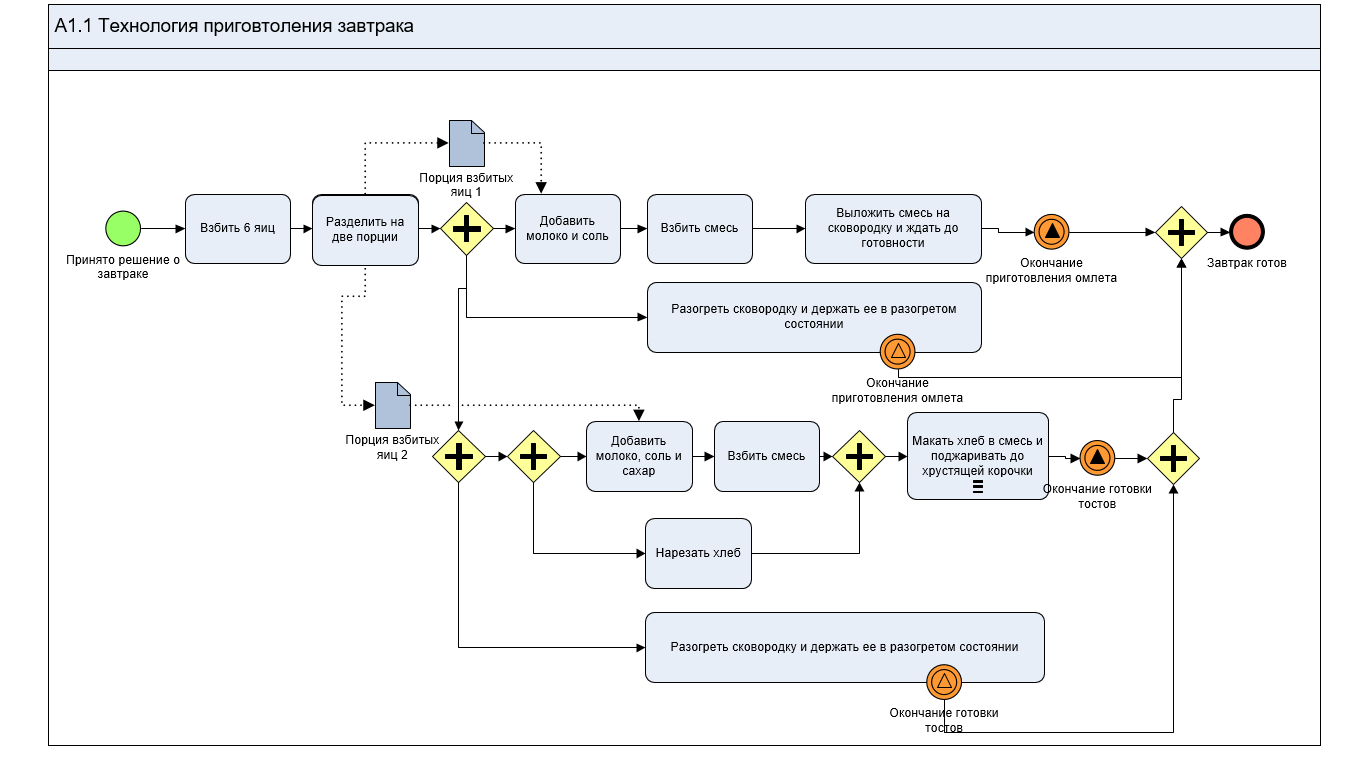 A1.1 Технология приговтоления завтрака
Порция взбитых
яиц 1
Принято решение о
завтраке
Взбить 6 яиц
Разделить на
две порции
Добавить
молоко и соль
Взбить смесь
Выложить смесь на
сковородку и ждать до
готовности
Окончание
приготовления омлета
Завтрак готов
Разогреть сковородку и держать ее в разогретом
состоянии
Окончание
приготовления омлета
Порция взбитых
яиц 2
Добавить
молоко, соль и
сахар
Взбить смесь
Макать хлеб в смесь и
поджаривать до
хрустящей корочки
Окончание готовки
тостов
Нарезать хлеб
Разогреть сковородку и держать ее в разогретом состоянии
Окончание готовки
тостов